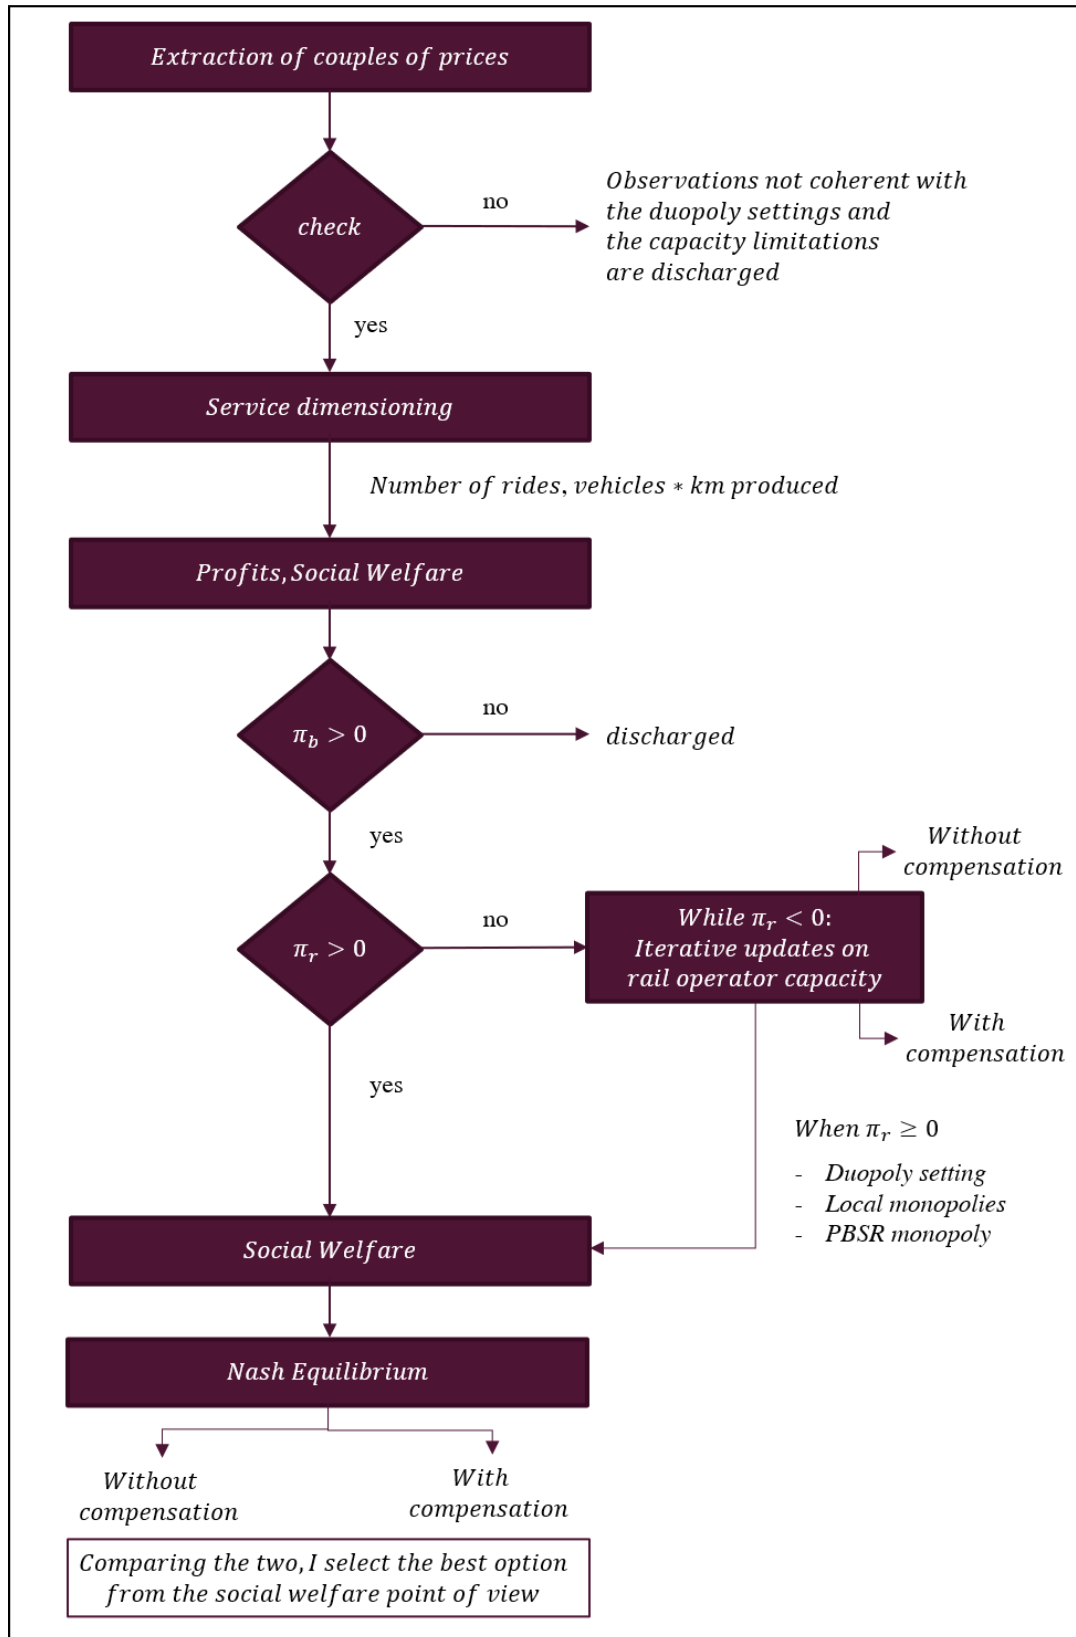 Extraction of couples of prices
check
no
Observations not coherent with
the duopoly settings and
the capacity limitations
are discharged
yes
Service dimensioning
Number of rides, vehicles * km produced
Profits, Social Welfare
π_b > 0
no
discharged
yes
Without
compensation
π_r > 0
no
While π_r < 0:
Iterative updates on
rail operator capacity
With
compensation
yes
When π_r ≥ 0
- Duopoly setting
- Local monopolies
- PBSR monopoly
Social Welfare
Nash Equilibrium
Without
compensation
With
compensation
Comparing the two, I select the best option
from the social welfare point of view